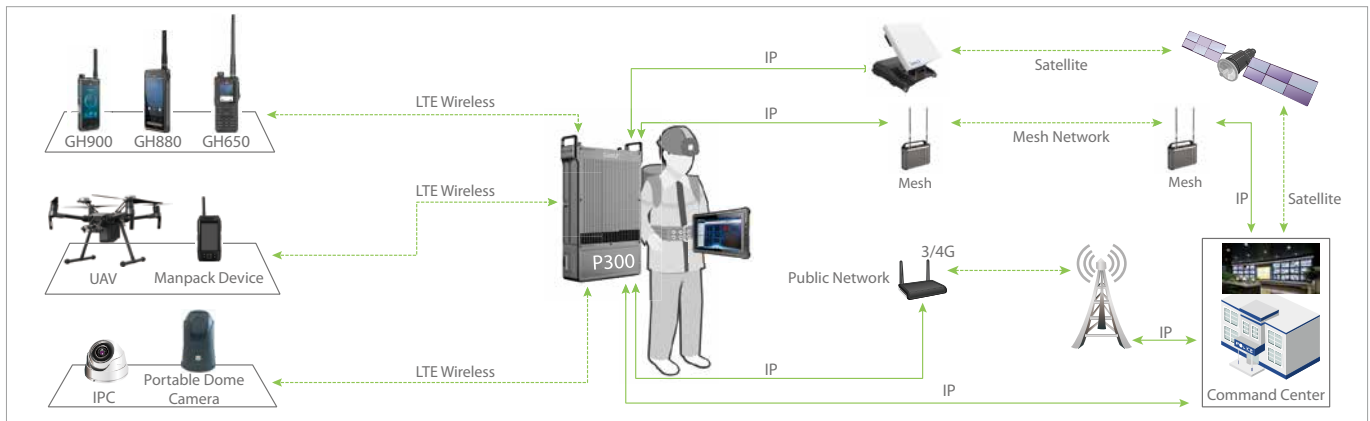 GH900
GH880
GH650
LTE Wireless
UAV
Manpack Device
LTE Wireless
IPC
Portable Dome
Camera
LTE Wireless
P300
IP
Satellite
IP
Mesh
Mesh Network
Mesh
IP
Satellite
Public Network
3/4G
IP
IP
IP
Command Center